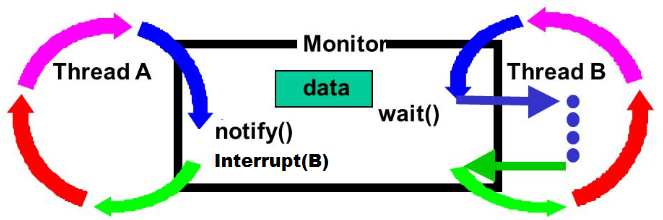 Monitor
Thread A
Thread B
data
wait()
notify()
Interrupt(B)